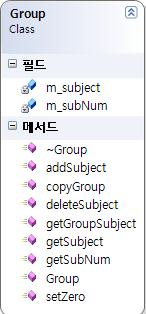 Group
Class
필드
m_subject
m_subNum
메서드
~Group
addSubject
copyGroup
deleteSubject
getGroupSubject
getSubject
getSubNum
Group
setZero